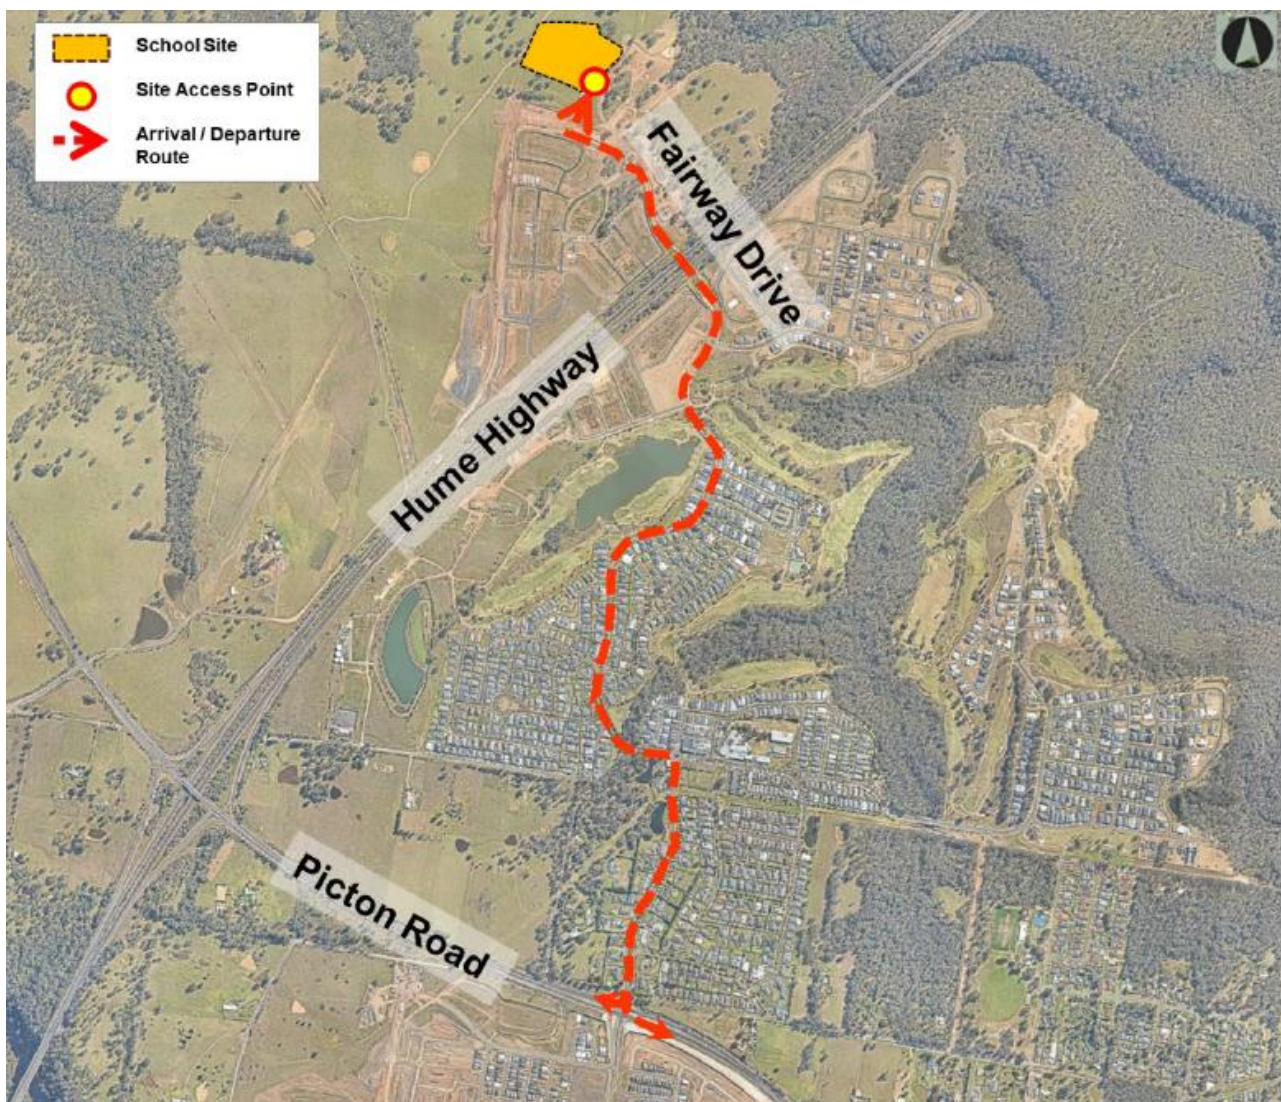 School Site
Site Access Point
Arrival / Departure
Route
Fairway Drive
Hume Highway
Picton Road